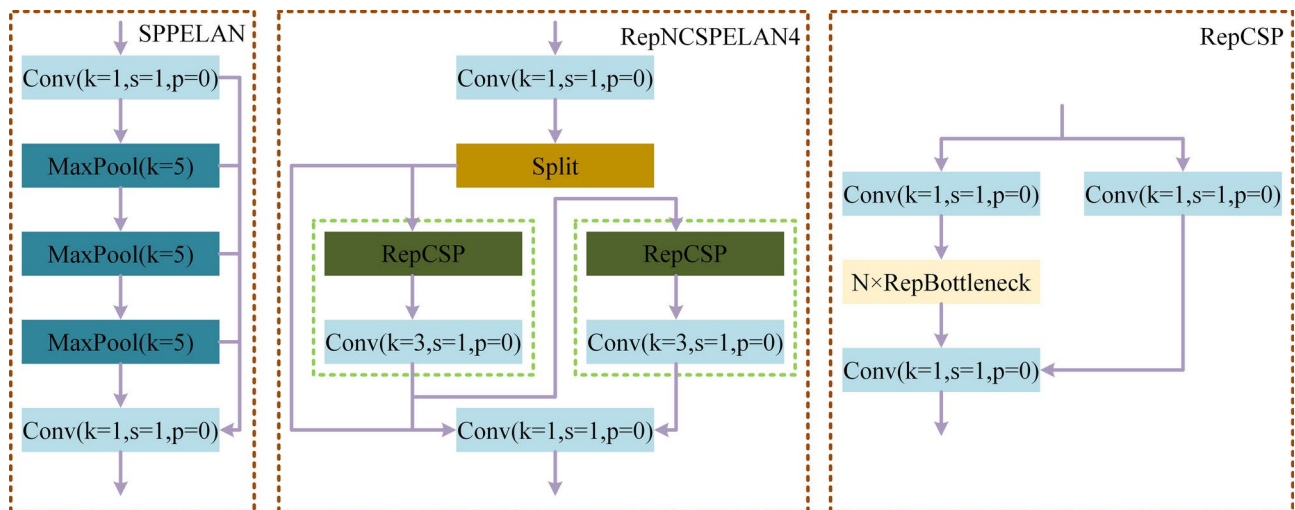 SPPELAN
Conv(k=1,s=1,p=0)
MaxPool(k=5)
MaxPool(k=5)
MaxPool(k=5)
Conv(k=1,s=1,p=0)
RepNCSPELAN4
Conv(k=1,s=1,p=0)
Split
RepCSP
RepCSP
Conv(k=3,s=1,p=0)
Conv(k=3,s=1,p=0)
Conv(k=1,s=1,p=0)
RepCSP
Conv(k=1,s=1,p=0)
Conv(k=1,s=1,p=0)
N×RepBottleneck
Conv(k=1,s=1,p=0)